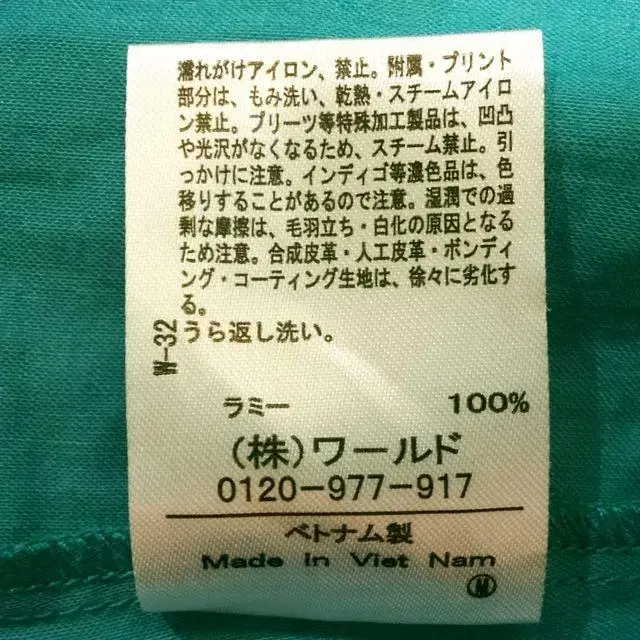 濡れがけアイロン、禁止。附属・プリント
部分は、もみ洗い、乾熱・スチームアイロ
ン禁止。プリーツ等特殊加工製品は、凹凸
や光沢がなくなるため、スチーム禁止。引
っかけに注意。インディゴ等濃色品は、色
移りすることがあるので注意。湿潤での過
剰な摩擦は、毛羽立ち・白化の原因となる
ため注意。合成皮革・人工皮革・ボンディ
ング・コーティング生地は、徐々に劣化す
る。
うら返し洗い。
W-32
ラミー 100%
(株)ワールド
0120-977-917
ベトナム製
Made in Viet Nam
M